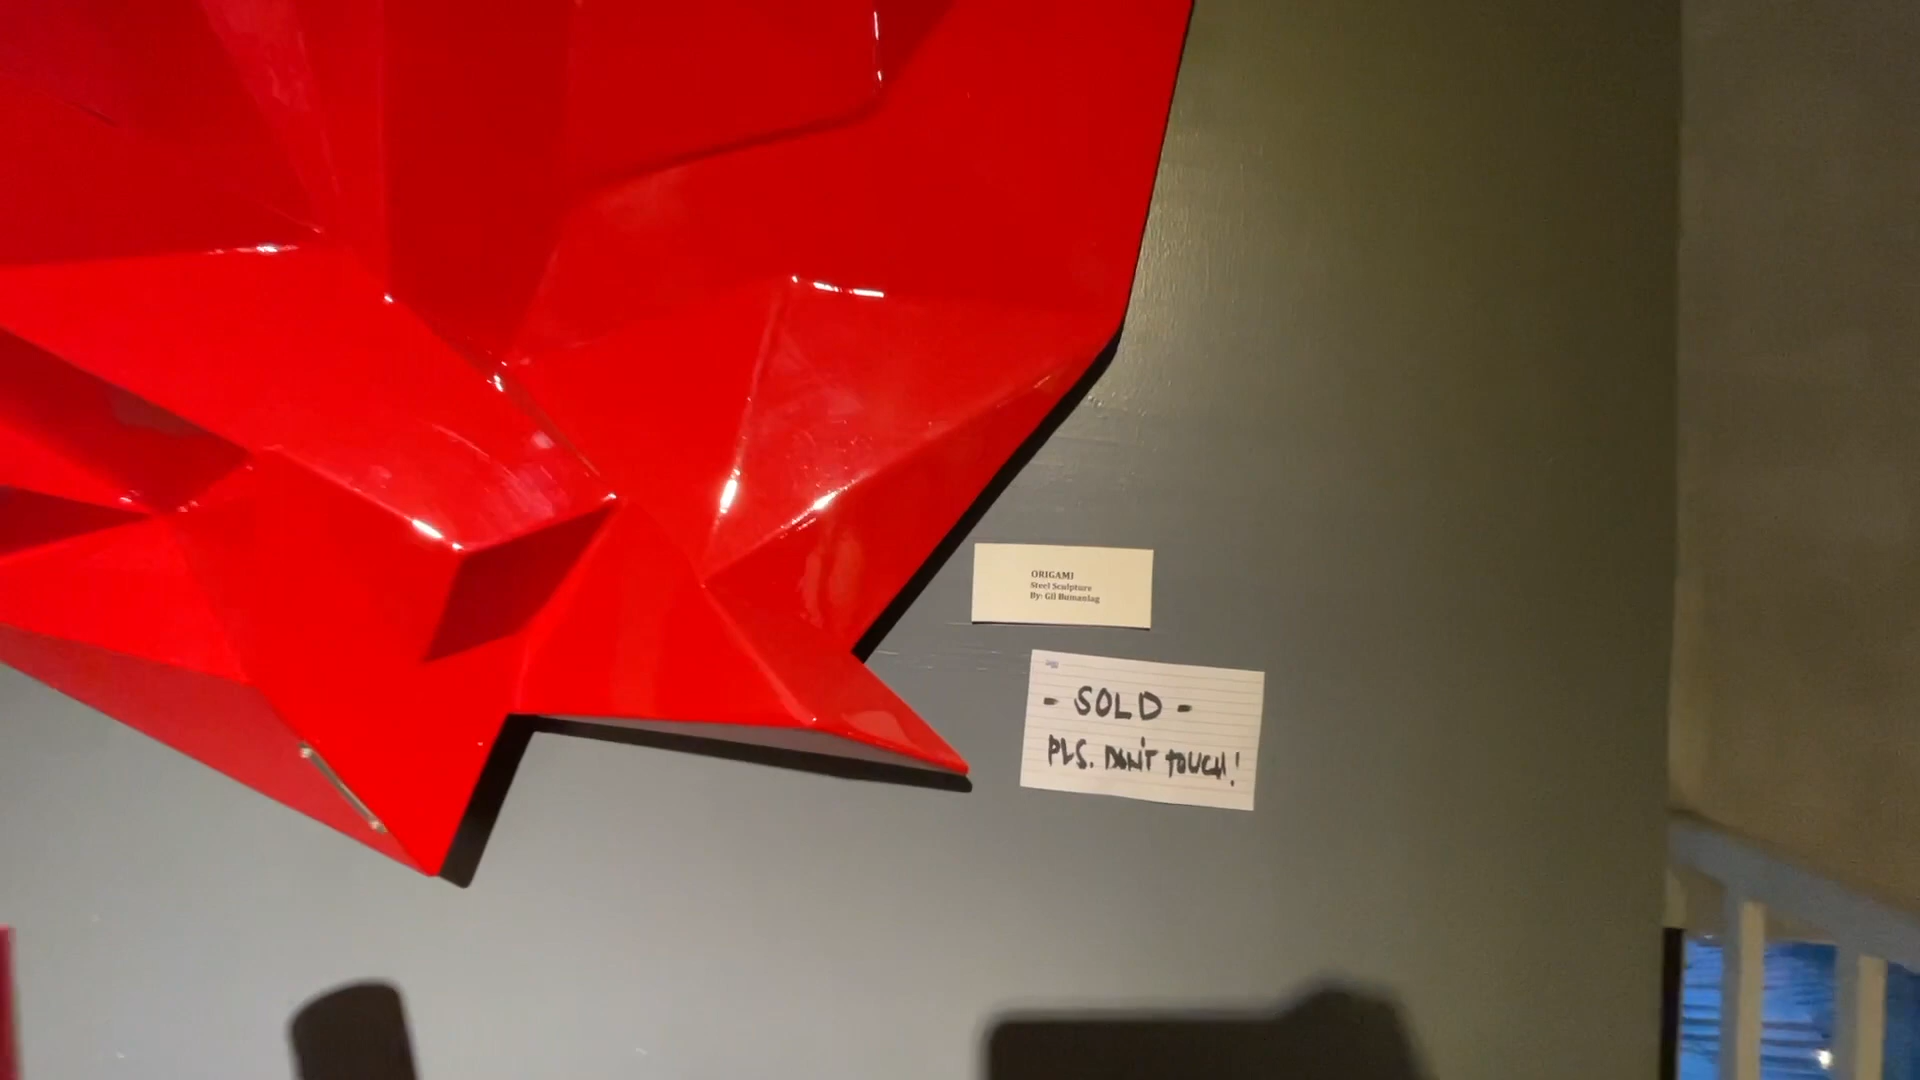 ORIGAMI
Steel Sculpture
By: Gil Bumanlag
- SOLD -
PLS. DON'T TOUCH!